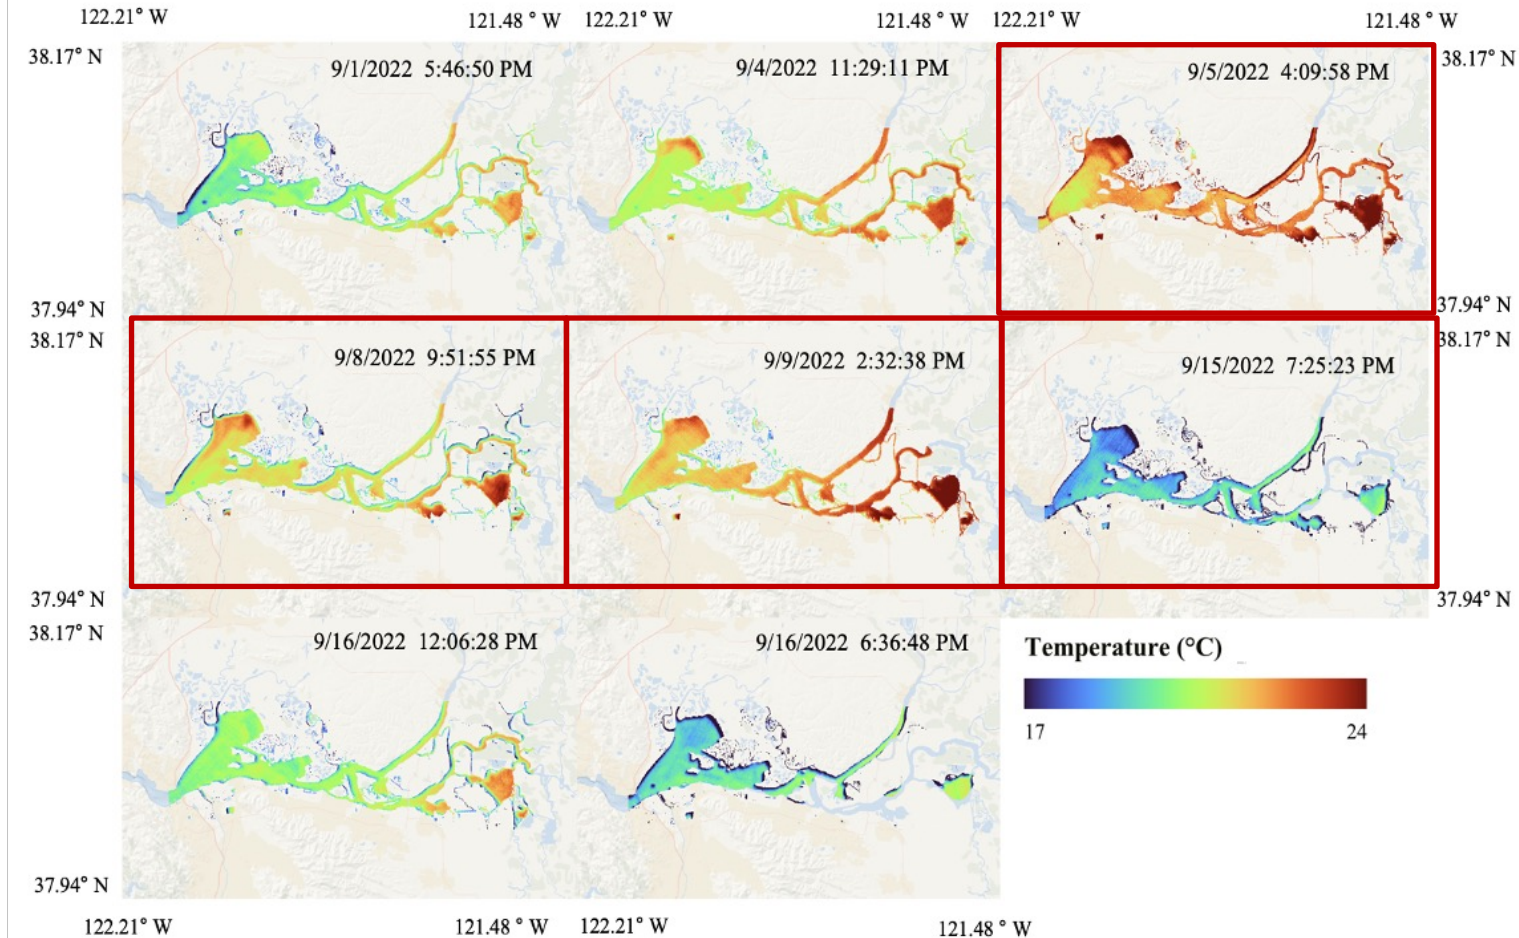 122.21° W 121.48 ° W 122.21° W 121.48° W 122.21° W 121.48° W
38.17° N 38.17° N
9/1/2022 5:46:50 PM 9/4/2022 11:29:11 PM 9/5/2022 4:09:58 PM
37.94° N 37.94° N
38.17° N 38.17° N
9/8/2022 9:51:55 PM 9/9/2022 2:32:38 PM 9/15/2022 7:25:23 PM
37.94° N 37.94° N
38.17° N
9/16/2022 12:06:28 PM 9/16/2022 6:36:48 PM
Temperature (°C)
17 24
37.94° N
122.21° W 121.48° W 122.21° W 121.48° W